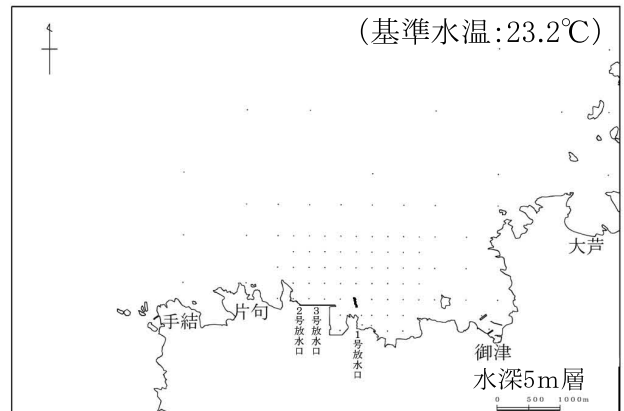 (基準水温:23.2℃)
大芦
手結
片句
2号放水口
3号放水口
1号放水口
御津
水深5m層
0 500 1000m